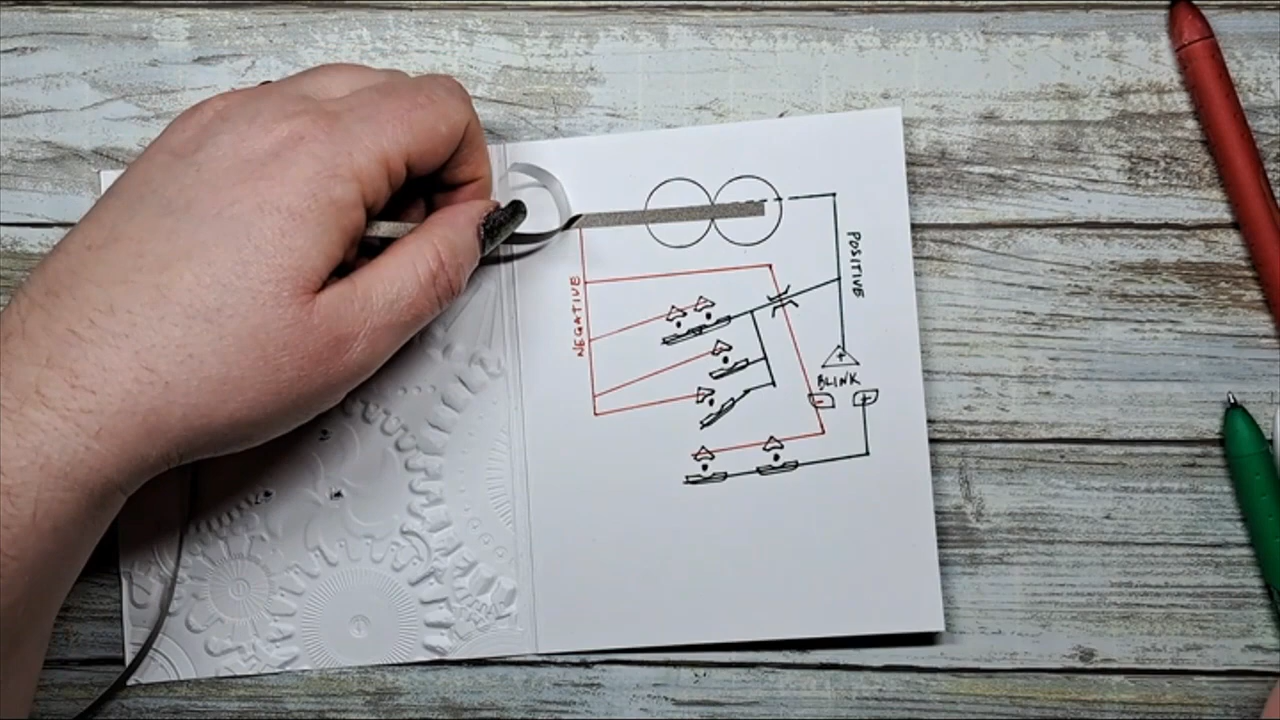 NEGATIVE
POSITIVE
+
BLINK
- +